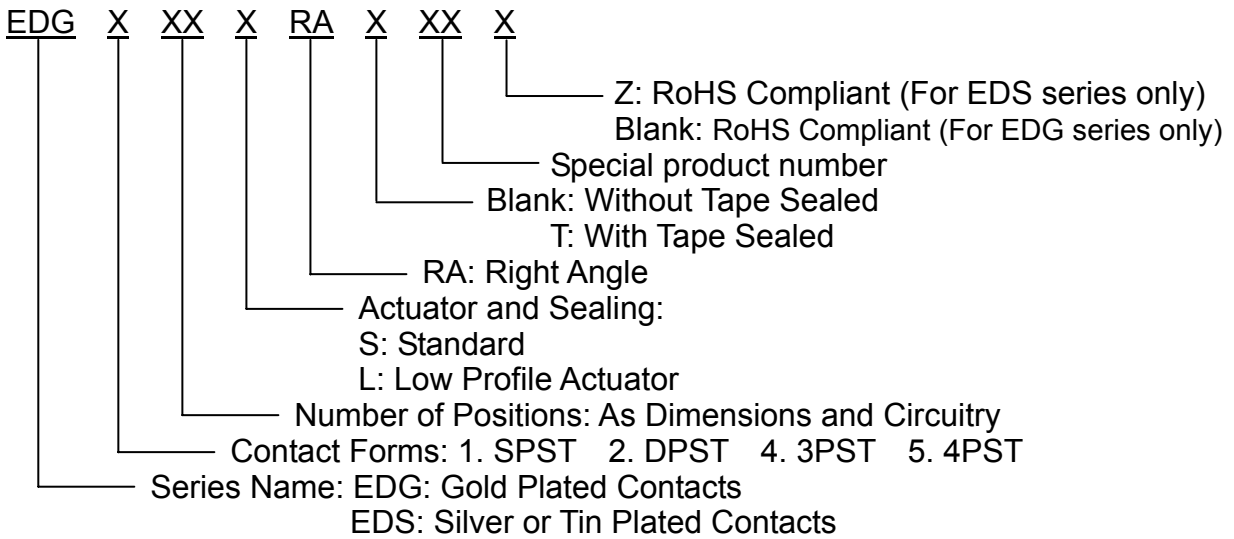 EDG X XX X RA X XX X
Z: RoHS Compliant (For EDS series only)
Blank: RoHS Compliant (For EDG series only)
Special product number
Blank: Without Tape Sealed
T: With Tape Sealed
RA: Right Angle
Actuator and Sealing:
S: Standard
L: Low Profile Actuator
Number of Positions: As Dimensions and Circuitry
Contact Forms: 1. SPST 2. DPST 4. 3PST 5. 4PST
Series Name: EDG: Gold Plated Contacts
EDS: Silver or Tin Plated Contacts